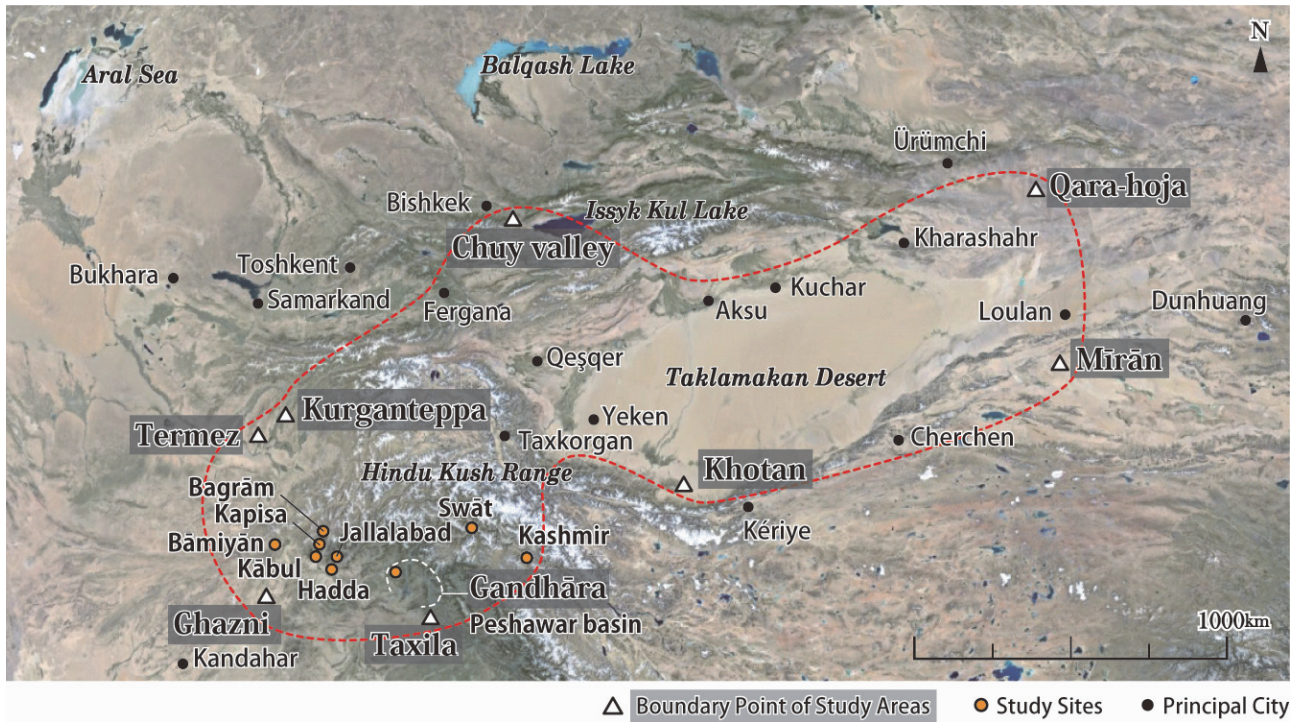 N
Aral Sea
Balqash Lake
Ürümchi
Qara-hoja
Bishkek
Issyk Kul Lake
Chuy valley
Kharashahr
Bukhara
Toshkent
Samarkand
Fergana
Aksu
Kuchar
Loulan
Dunhuang
Qeşqer
Taklamakan Desert
Mīrān
Kurganteppa
Termez
Yeken
Taxkorgan
Cherchen
Hindu Kush Range
Khotan
Kériye
Bagrām
Kapisa
Jallalabad
Swāt
Bāmiyān
Kashmir
Kābul
Hadda
Gandhāra
Peshawar basin
Ghazni
Taxila
Kandahar
1000km
Boundary Point of Study Areas
Study Sites
Principal City